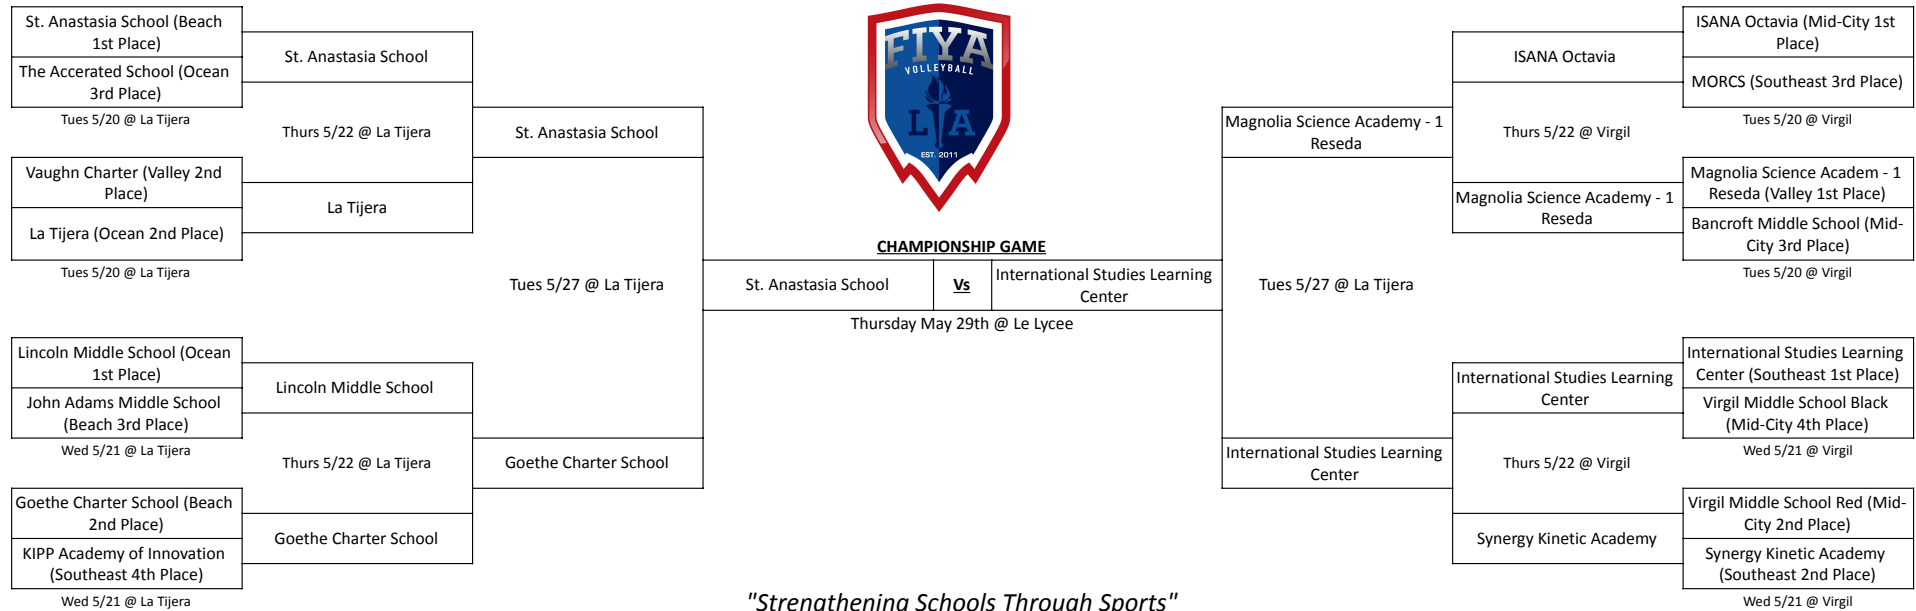 St. Anastasia School (Beach
1st Place)
The Accerated School (Ocean
3rd Place)
Tues 5/20 @ La Tijera
Vaughn Charter (Valley 2nd
Place)
La Tijera (Ocean 2nd Place)
Tues 5/20 @ La Tijera
Lincoln Middle School (Ocean
1st Place)
John Adams Middle School
(Beach 3rd Place)
Wed 5/21 @ La Tijera
Goethe Charter School (Beach
2nd Place)
KIPP Academy of Innovation
(Southeast 4th Place)
Wed 5/21 @ La Tijera
St. Anastasia School
Thurs 5/22 @ La Tijera
La Tijera
Lincoln Middle School
Thurs 5/22 @ La Tijera
Goethe Charter School
St. Anastasia School
Tues 5/27 @ La Tijera
Goethe Charter School
FIYA
VOLLEYBALL
LA
EST. 2011
CHAMPIONSHIP GAME
St. Anastasia School
Vs
International Studies Learning
Center
Thursday May 29th @ Le Lycee
"Strengthening Schools Through Sports"
Magnolia Science Academy - 1
Reseda
Tues 5/27 @ La Tijera
International Studies Learning
Center
ISANA Octavia
Thurs 5/22 @ Virgil
Magnolia Science Academy - 1
Reseda
International Studies Learning
Center
Thurs 5/22 @ Virgil
Synergy Kinetic Academy
ISANA Octavia (Mid-City 1st
Place)
MORCS (Southeast 3rd Place)
Tues 5/20 @ Virgil
Magnolia Science Academ - 1
Reseda (Valley 1st Place)
Bancroft Middle School (Mid-
City 3rd Place)
Tues 5/20 @ Virgil
International Studies Learning
Center (Southeast 1st Place)
Virgil Middle School Black
(Mid-City 4th Place)
Wed 5/21 @ Virgil
Virgil Middle School Red (Mid-
City 2nd Place)
Synergy Kinetic Academy
(Southeast 2nd Place)
Wed 5/21 @ Virgil